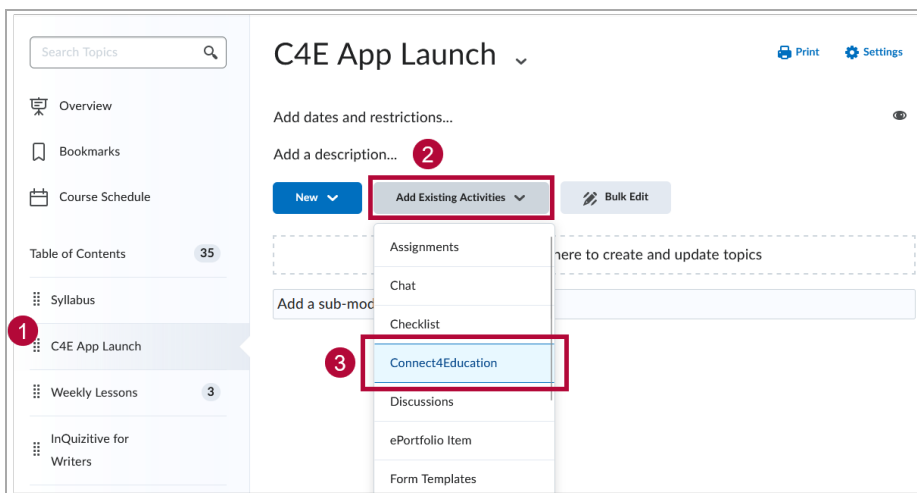 Search Topics
Overview
Bookmarks
Course Schedule
Table of Contents 35
Syllabus
1
C4E App Launch
Weekly Lessons 3
InQuizitive for
Writers
C4E App Launch
Print Settings
Add dates and restrictions...
Add a description... 2
New Add Existing Activities Bulk Edit
here to create and update topics
Add a sub-mod
Assignments
Chat
Checklist
3 Connect4Education
Discussions
ePortfolio Item
Form Templates